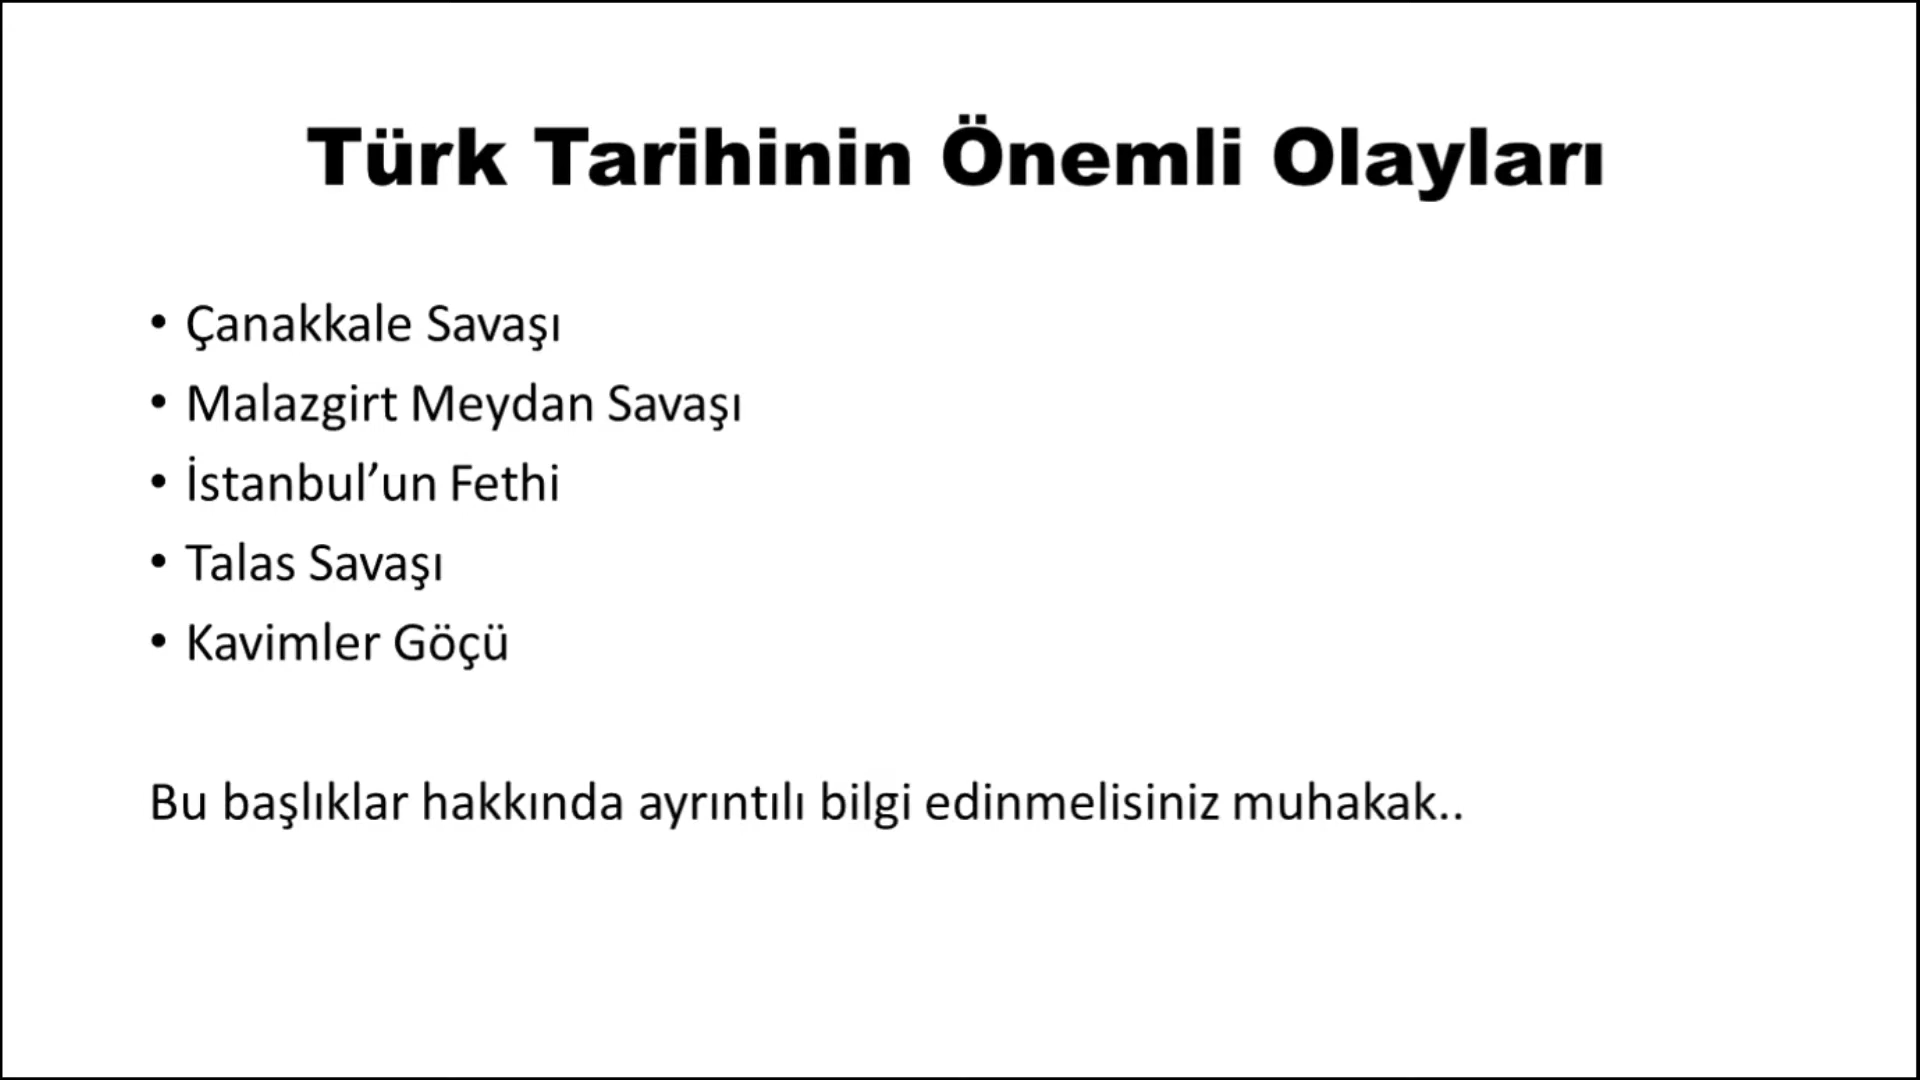 Türk Tarihinin Önemli Olayları
• Çanakkale Savaşı
• Malazgirt Meydan Savaşı
• İstanbul’un Fethi
• Talas Savaşı
• Kavimler Göçü
Bu başlıklar hakkında ayrıntılı bilgi edinmelisiniz muhakak..